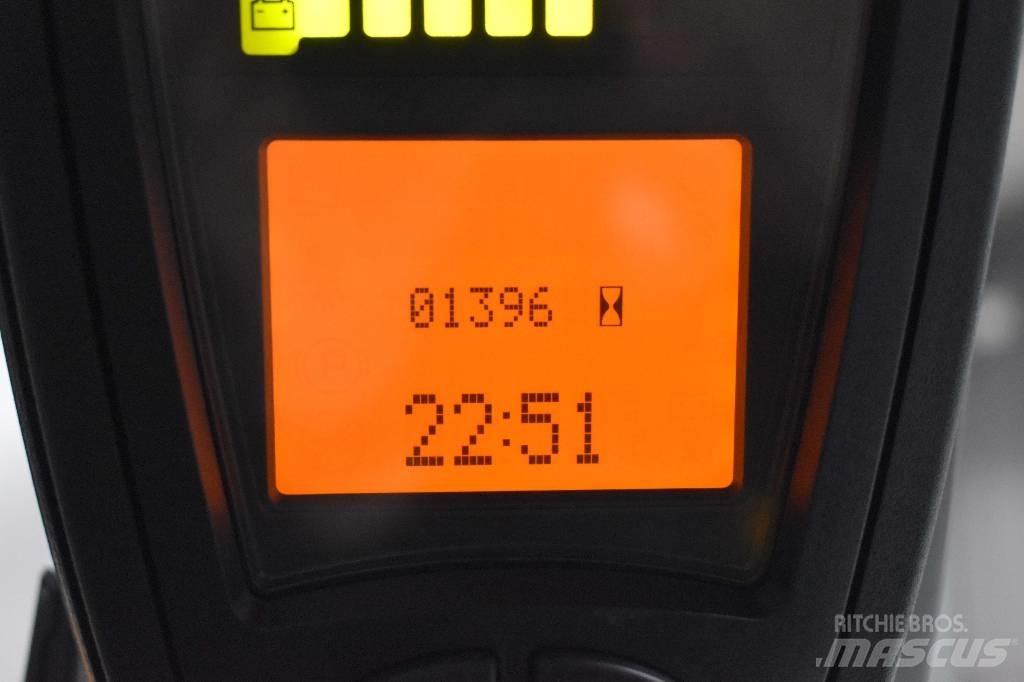 01396
22:51
RITCHIE BROS.
MASCUS